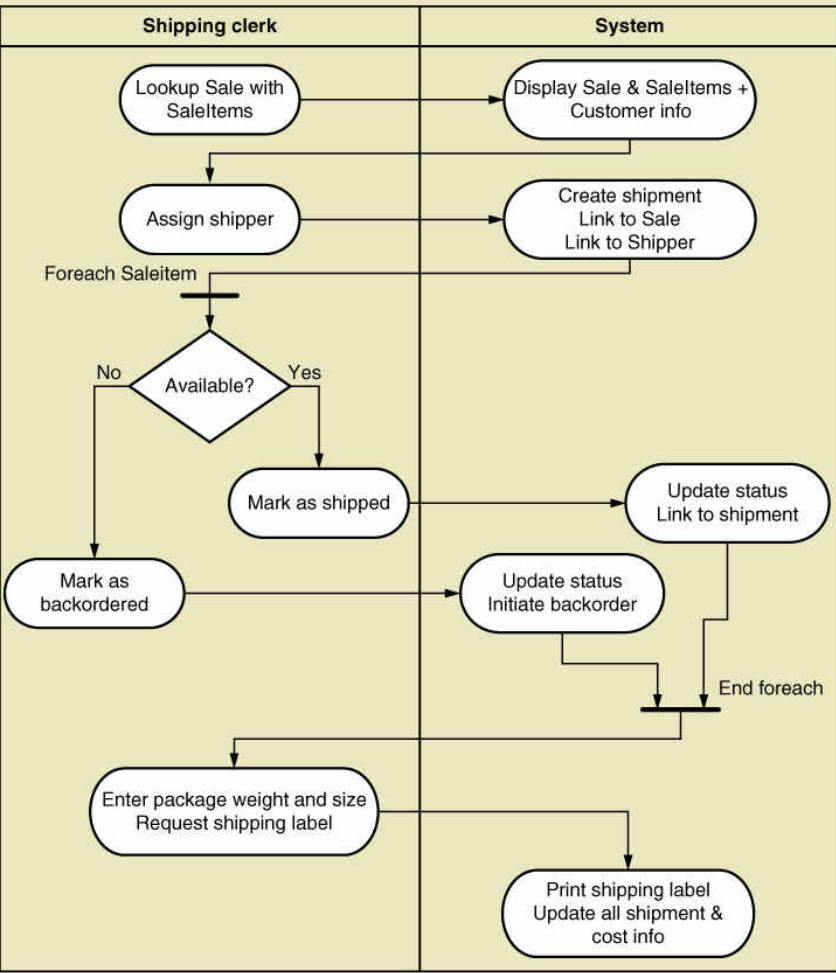 Shipping clerk
System
Lookup Sale with
SaleItems
Display Sale & SaleItems +
Customer info
Assign shipper
Create shipment
Link to Sale
Link to Shipper
Foreach Saleitem
Available?
No
Yes
Mark as shipped
Update status
Link to shipment
Mark as
backordered
Update status
Initiate backorder
End foreach
Enter package weight and size
Request shipping label
Print shipping label
Update all shipment &
cost info